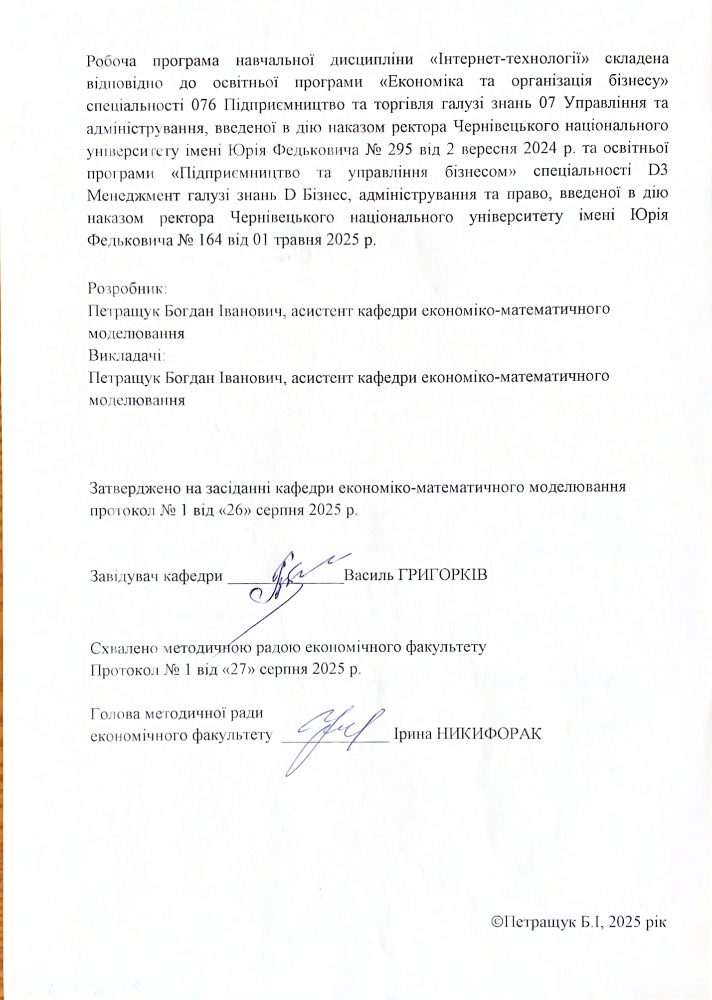 Робоча програма навчальної дисципліни «Інтернет-технології» складена
відповідно до освітньої програми «Економіка та організація бізнесу»
спеціальності 076 Підприємництво та торгівля галузі знань 07 Управління та
адміністрування, введеної в дію наказом ректора Чернівецького національного
університету імені Юрія Федьковича № 295 від 2 вересня 2024 р. та освітньої
програми «Підприємництво та управління бізнесом» спеціальності D3
Менеджмент галузі знань D Бізнес, адміністрування та право, введеної в дію
наказом ректора Чернівецького національного університету імені Юрія
Федьковича № 164 від 01 травня 2025 р.
Розробник:
Петращук Богдан Іванович, асистент кафедри економіко-математичного
моделювання
Викладачі:
Петращук Богдан Іванович, асистент кафедри економіко-математичного
моделювання
Затверджено на засіданні кафедри економіко-математичного моделювання
протокол № 1 від «26» серпня 2025 р.
Завідувач кафедри ______________Василь ГРИГОРКІВ
Схвалено методичною радою економічного факультету
Протокол № 1 від «27» серпня 2025 р.
Голова методичної ради
економічного факультету _____________ Ірина НИКИФОРАК
©Петращук Б.І, 2025 рік